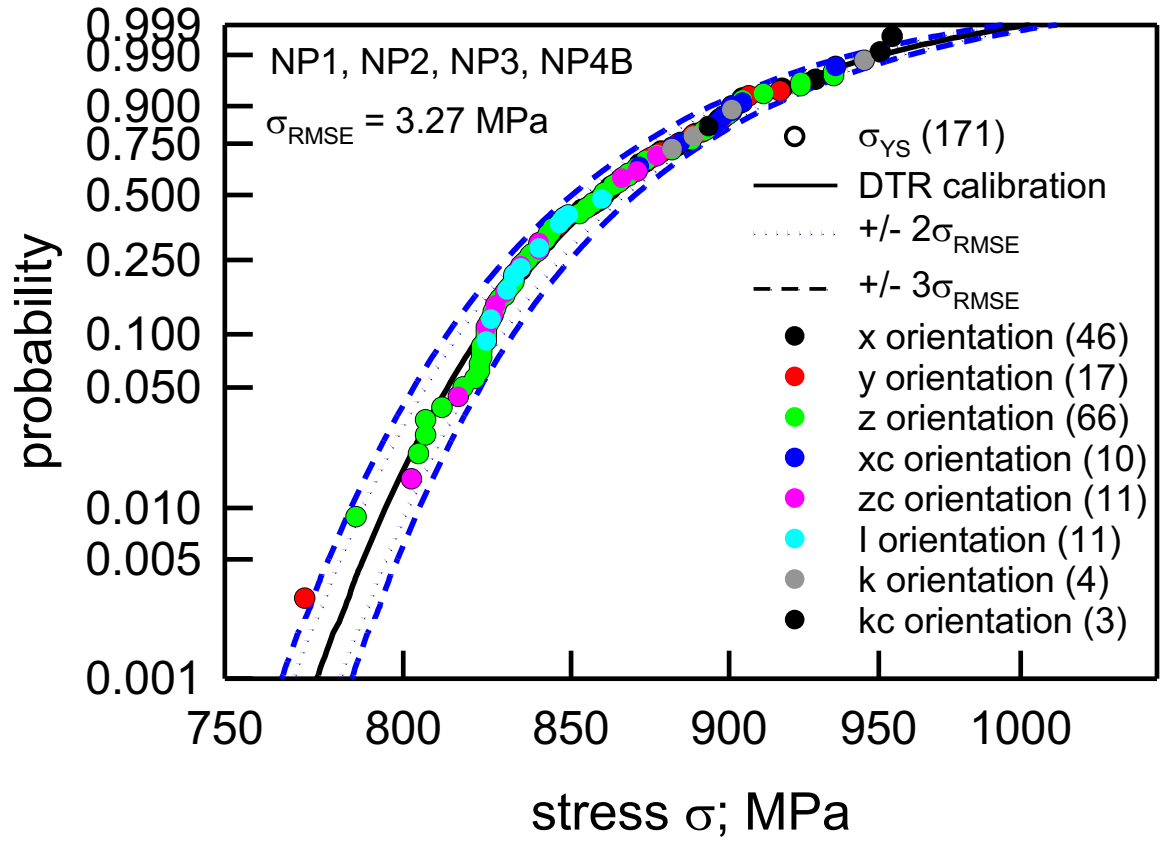 0.999
0.990
0.900
0.750
0.500
0.250
0.100
0.050
0.010
0.005
0.001
probability
NP1, NP2, NP3, NP4B
σRMSE = 3.27 MPa
σYS (171)
DTR calibration
+/- 2σRMSE
+/- 3σRMSE
x orientation (46)
y orientation (17)
z orientation (66)
xc orientation (10)
zc orientation (11)
l orientation (11)
k orientation (4)
kc orientation (3)
750 800 850 900 950 1000
stress σ; MPa